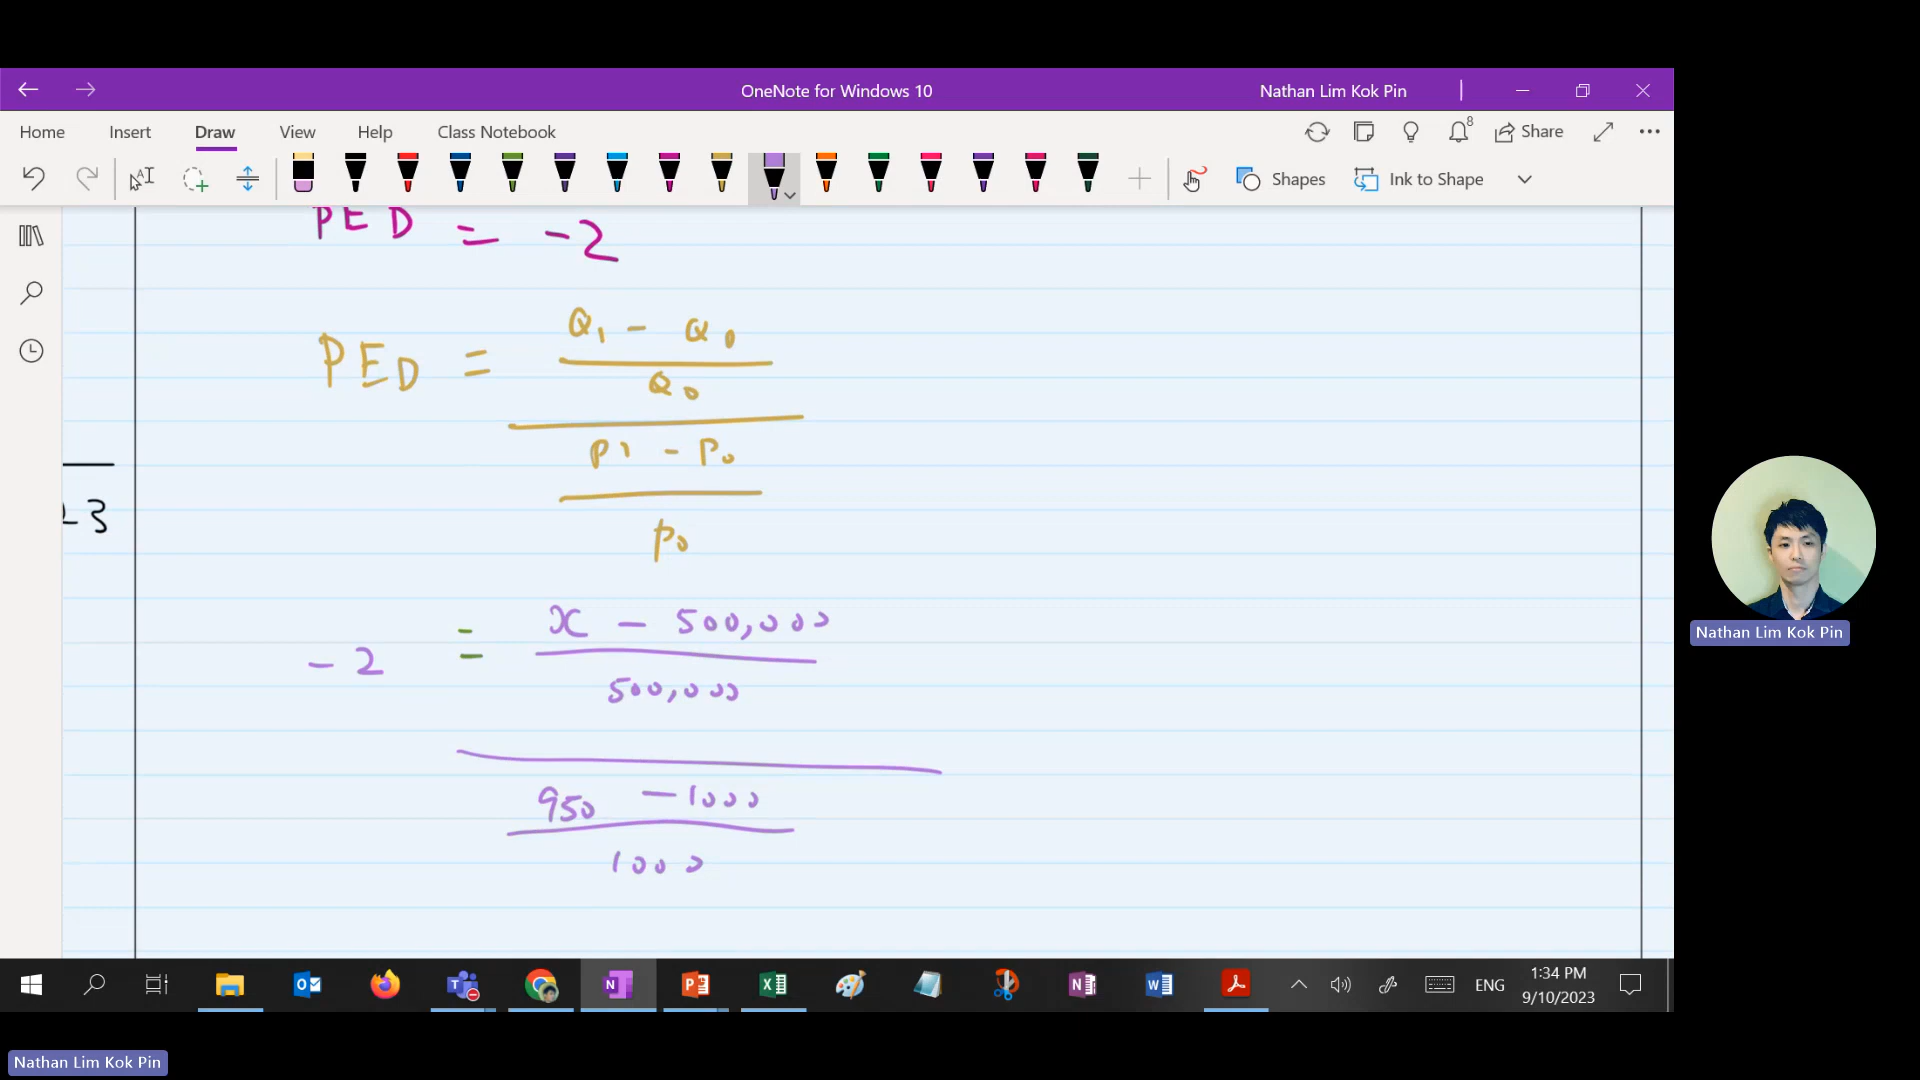 OneNote for Windows 10
Nathan Lim Kok Pin
Home Insert Draw View Help Class Notebook
8 Share
Shapes Ink to Shape
PED = -2
PED = Q1 - Q0
Q0
P1 - P0
P0
-3
-2 = x - 500,000
500,000
950 - 1000
1000
Nathan Lim Kok Pin
ENG
1:34 PM
9/10/2023
Nathan Lim Kok Pin